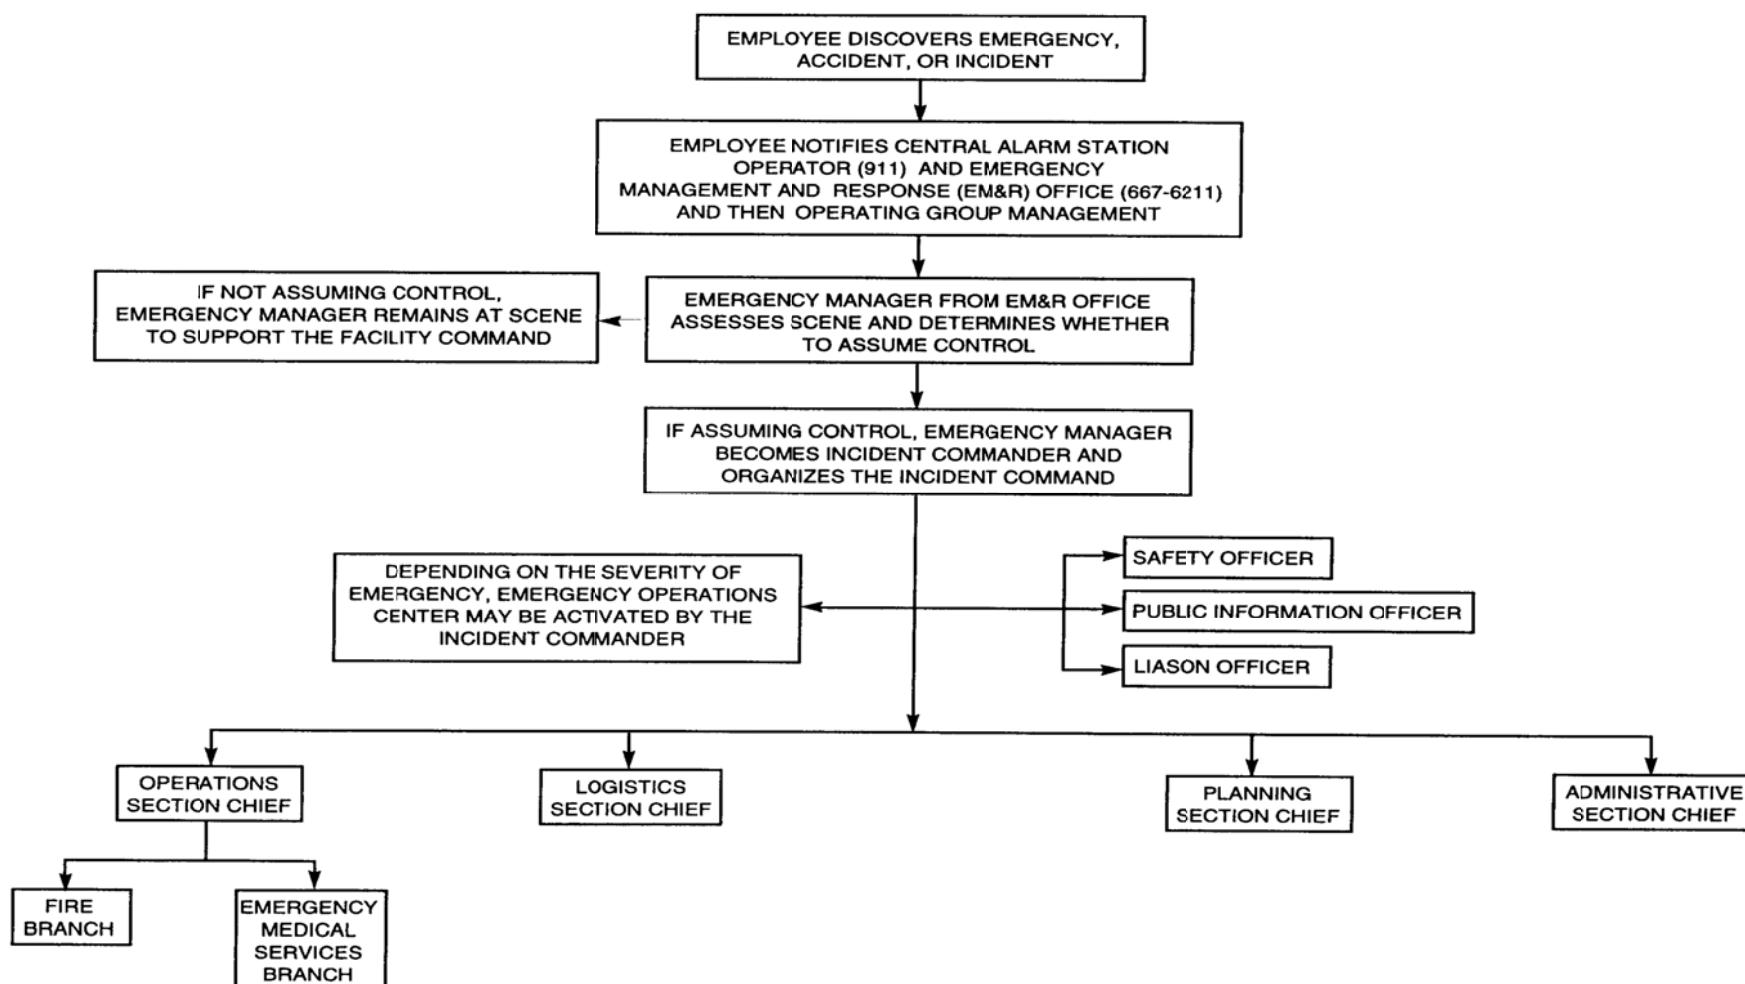 EMPLOYEE DISCOVERS EMERGENCY,
ACCIDENT, OR INCIDENT
EMPLOYEE NOTIFIES CENTRAL ALARM STATION
OPERATOR (911) AND EMERGENCY
MANAGEMENT AND RESPONSE (EM&R) OFFICE (667-6211)
AND THEN OPERATING GROUP MANAGEMENT
IF NOT ASSUMING CONTROL,
EMERGENCY MANAGER REMAINS AT SCENE
TO SUPPORT THE FACILITY COMMAND
EMERGENCY MANAGER FROM EM&R OFFICE
ASSESSES SCENE AND DETERMINES WHETHER
TO ASSUME CONTROL
IF ASSUMING CONTROL, EMERGENCY MANAGER
BECOMES INCIDENT COMMANDER AND
ORGANIZES THE INCIDENT COMMAND
DEPENDING ON THE SEVERITY OF
EMERGENCY, EMERGENCY OPERATIONS
CENTER MAY BE ACTIVATED BY THE
INCIDENT COMMANDER
SAFETY OFFICER
PUBLIC INFORMATION OFFICER
LIASON OFFICER
OPERATIONS
SECTION CHIEF
LOGISTICS
SECTION CHIEF
PLANNING
SECTION CHIEF
ADMINISTRATIVE
SECTION CHIEF
FIRE
BRANCH
EMERGENCY
MEDICAL
SERVICES
BRANCH